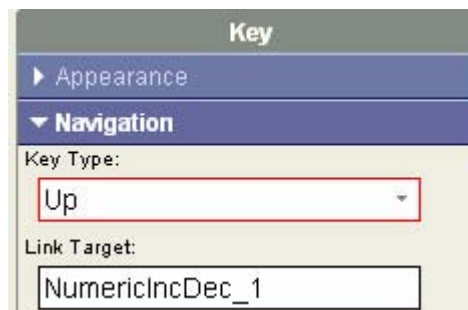 Key
Appearance
Navigation
Key Type:
Up
Link Target:
NumericIncDec_1